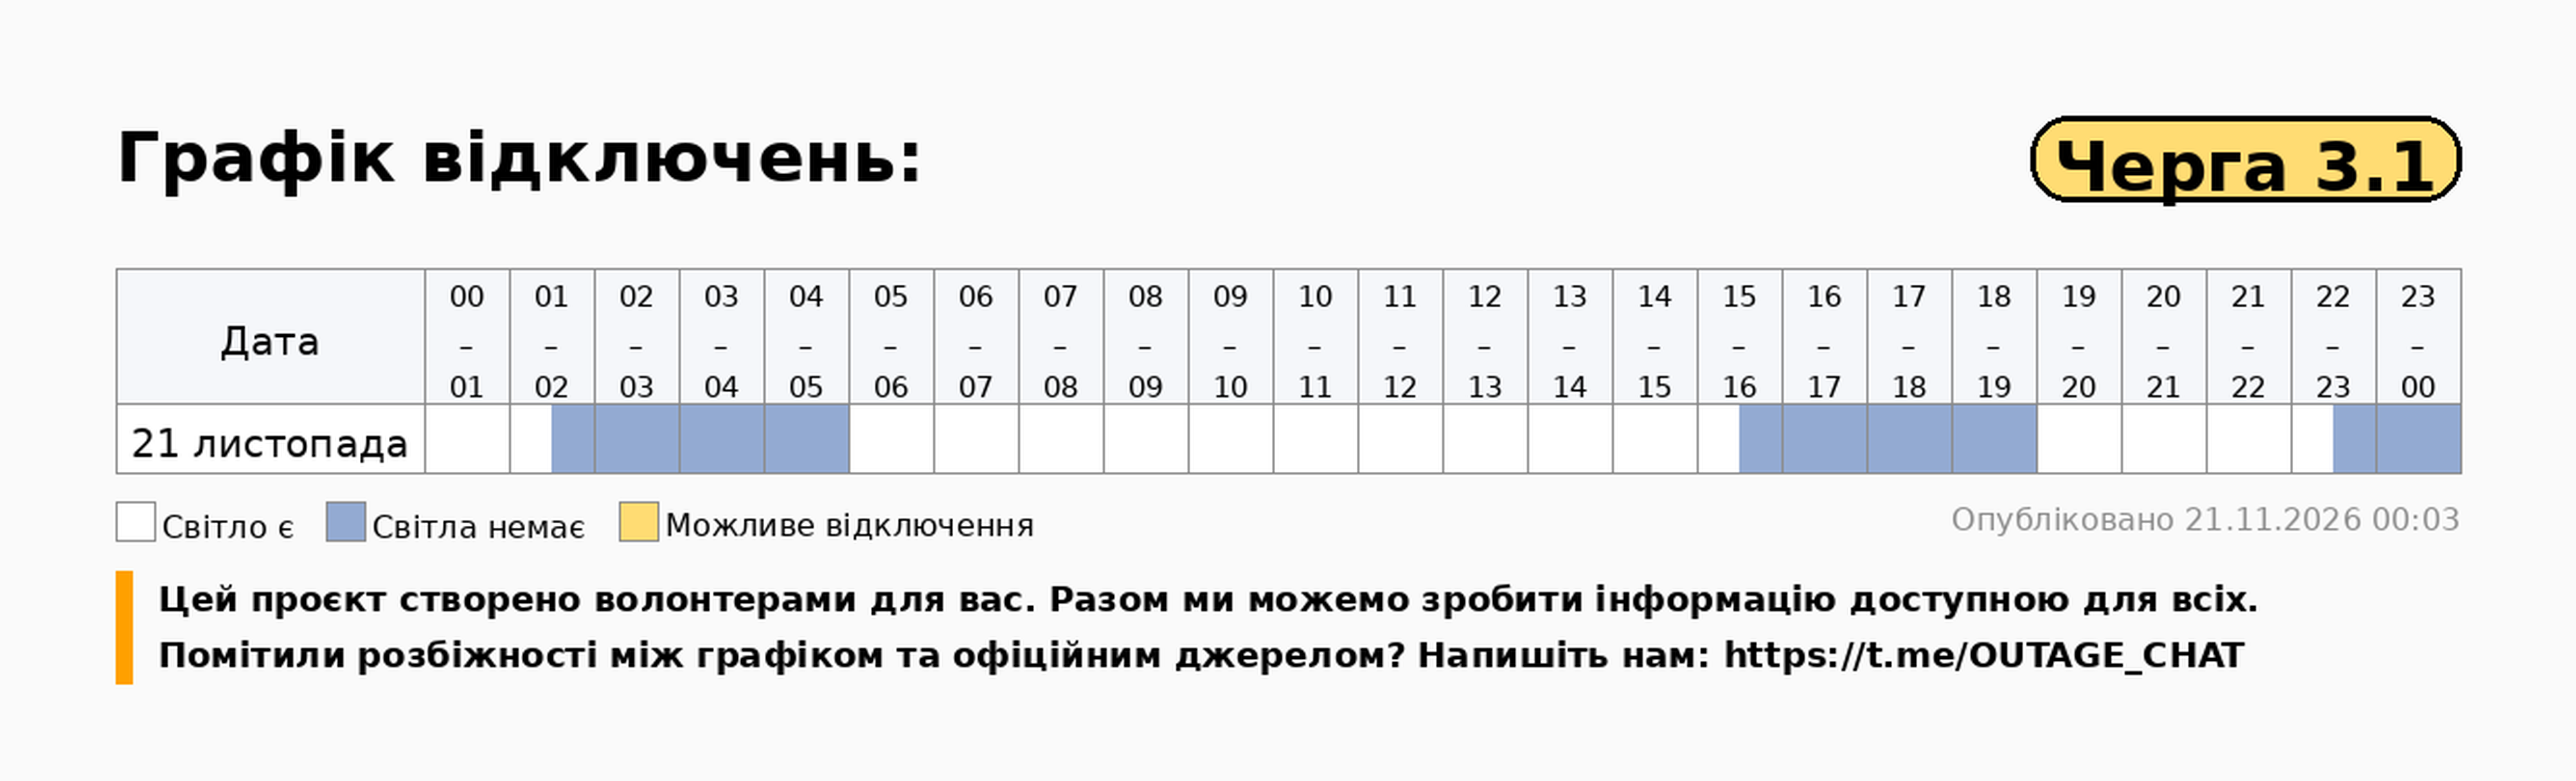 Графік відключень:
Черга 3.1
Дата
00 – 01
01 – 02
02 – 03
03 – 04
04 – 05
05 – 06
06 – 07
07 – 08
08 – 09
09 – 10
10 – 11
11 – 12
12 – 13
13 – 14
14 – 15
15 – 16
16 – 17
17 – 18
18 – 19
19 – 20
20 – 21
21 – 22
22 – 23
23 – 00
21 листопада
Світло є
Світла немає
Можливе відключення
Опубліковано 21.11.2026 00:03
Цей проєкт створено волонтерами для вас. Разом ми можемо зробити інформацію доступною для всіх.
Помітили розбіжності між графіком та офіційним джерелом? Напишіть нам: https://t.me/OUTAGE_CHAT